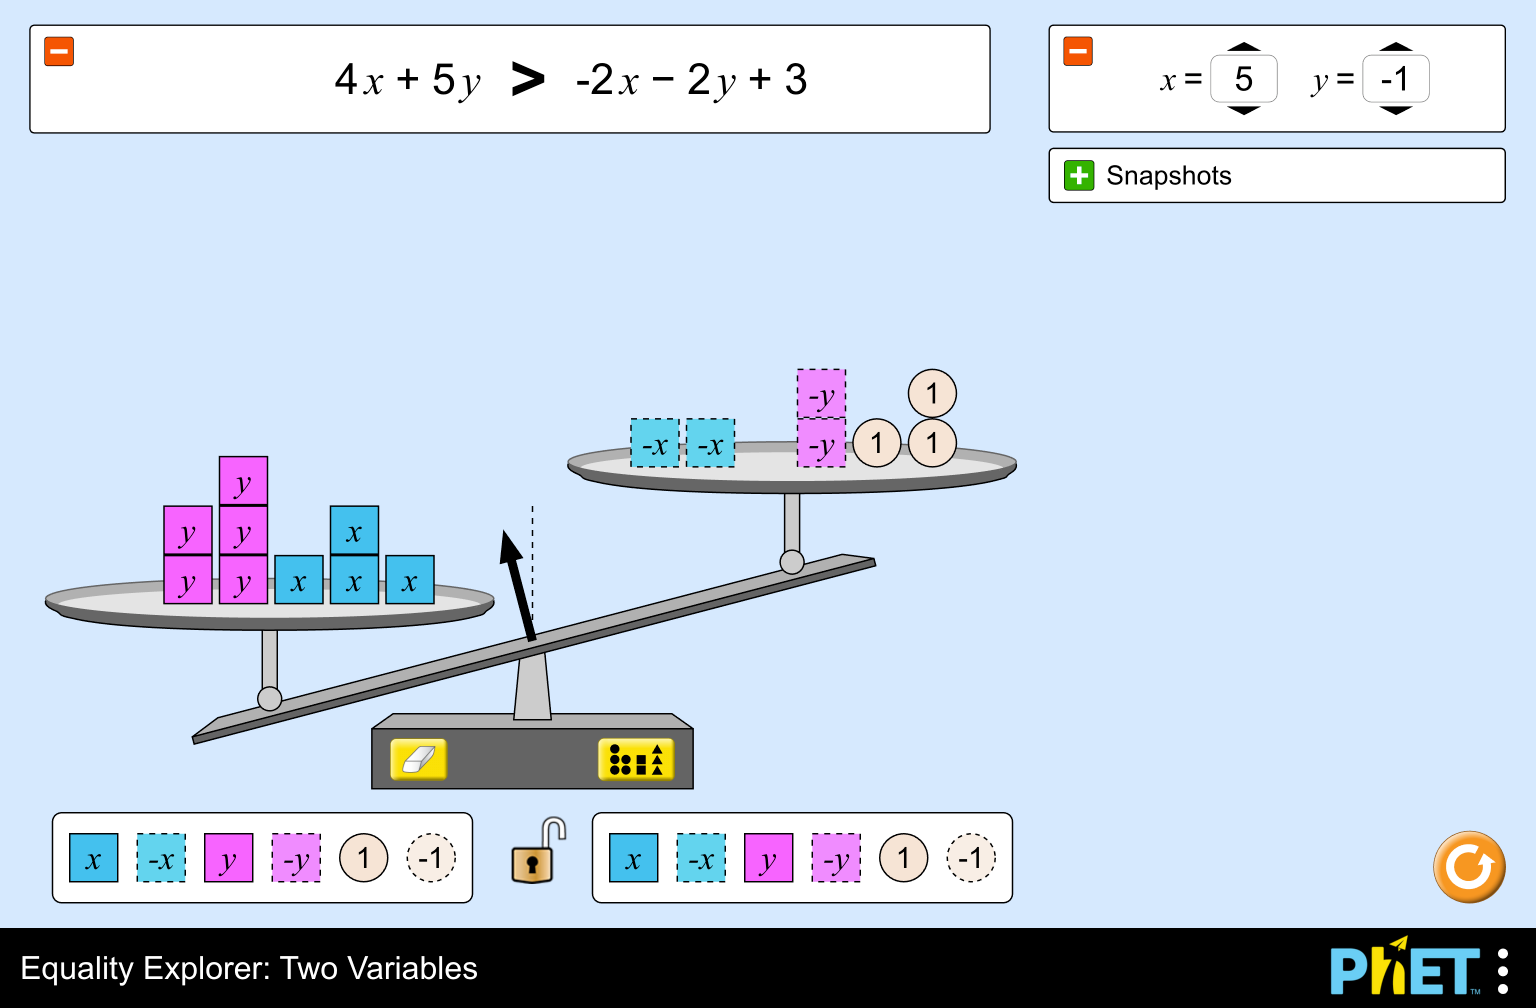 4x + 5y > -2x − 2y + 3
x = 5 y = -1
Snapshots
-y 1
-x -x -y 1 1
y
y y x
y y x x x
x -x y -y 1 -1
x -x y -y 1 -1
Equality Explorer: Two Variables
PhET™